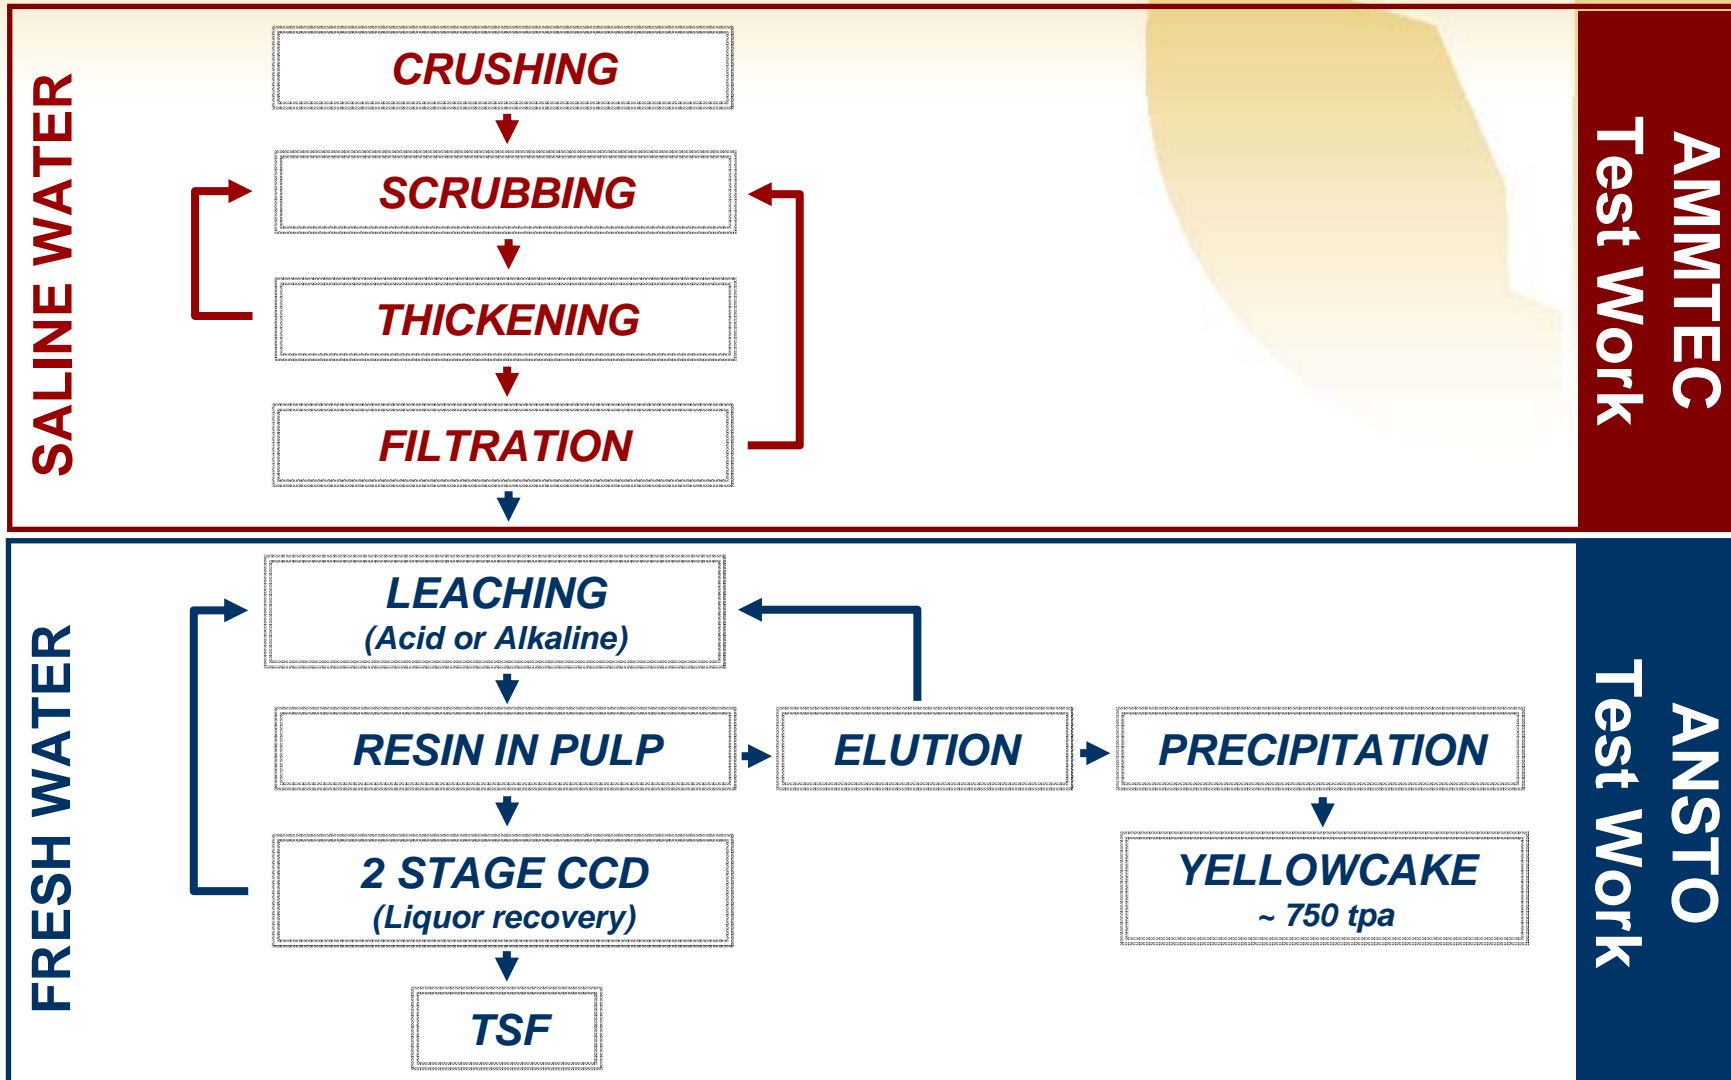 SALINE WATER
CRUSHING
SCRUBBING
THICKENING
FILTRATION
AMMTEC
Test Work
FRESH WATER
LEACHING
(Acid or Alkaline)
RESIN IN PULP
ELUTION
PRECIPITATION
2 STAGE CCD
(Liquor recovery)
YELLOWCAKE
~ 750 tpa
TSF
ANSTO
Test Work